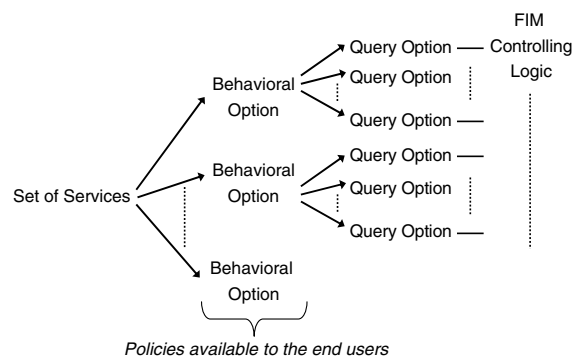 FIM
Controlling
Logic
Query Option
Query Option
Query Option
Behavioral
Option
Query Option
Query Option
Query Option
Behavioral
Option
Set of Services
Behavioral
Option
Policies available to the end users